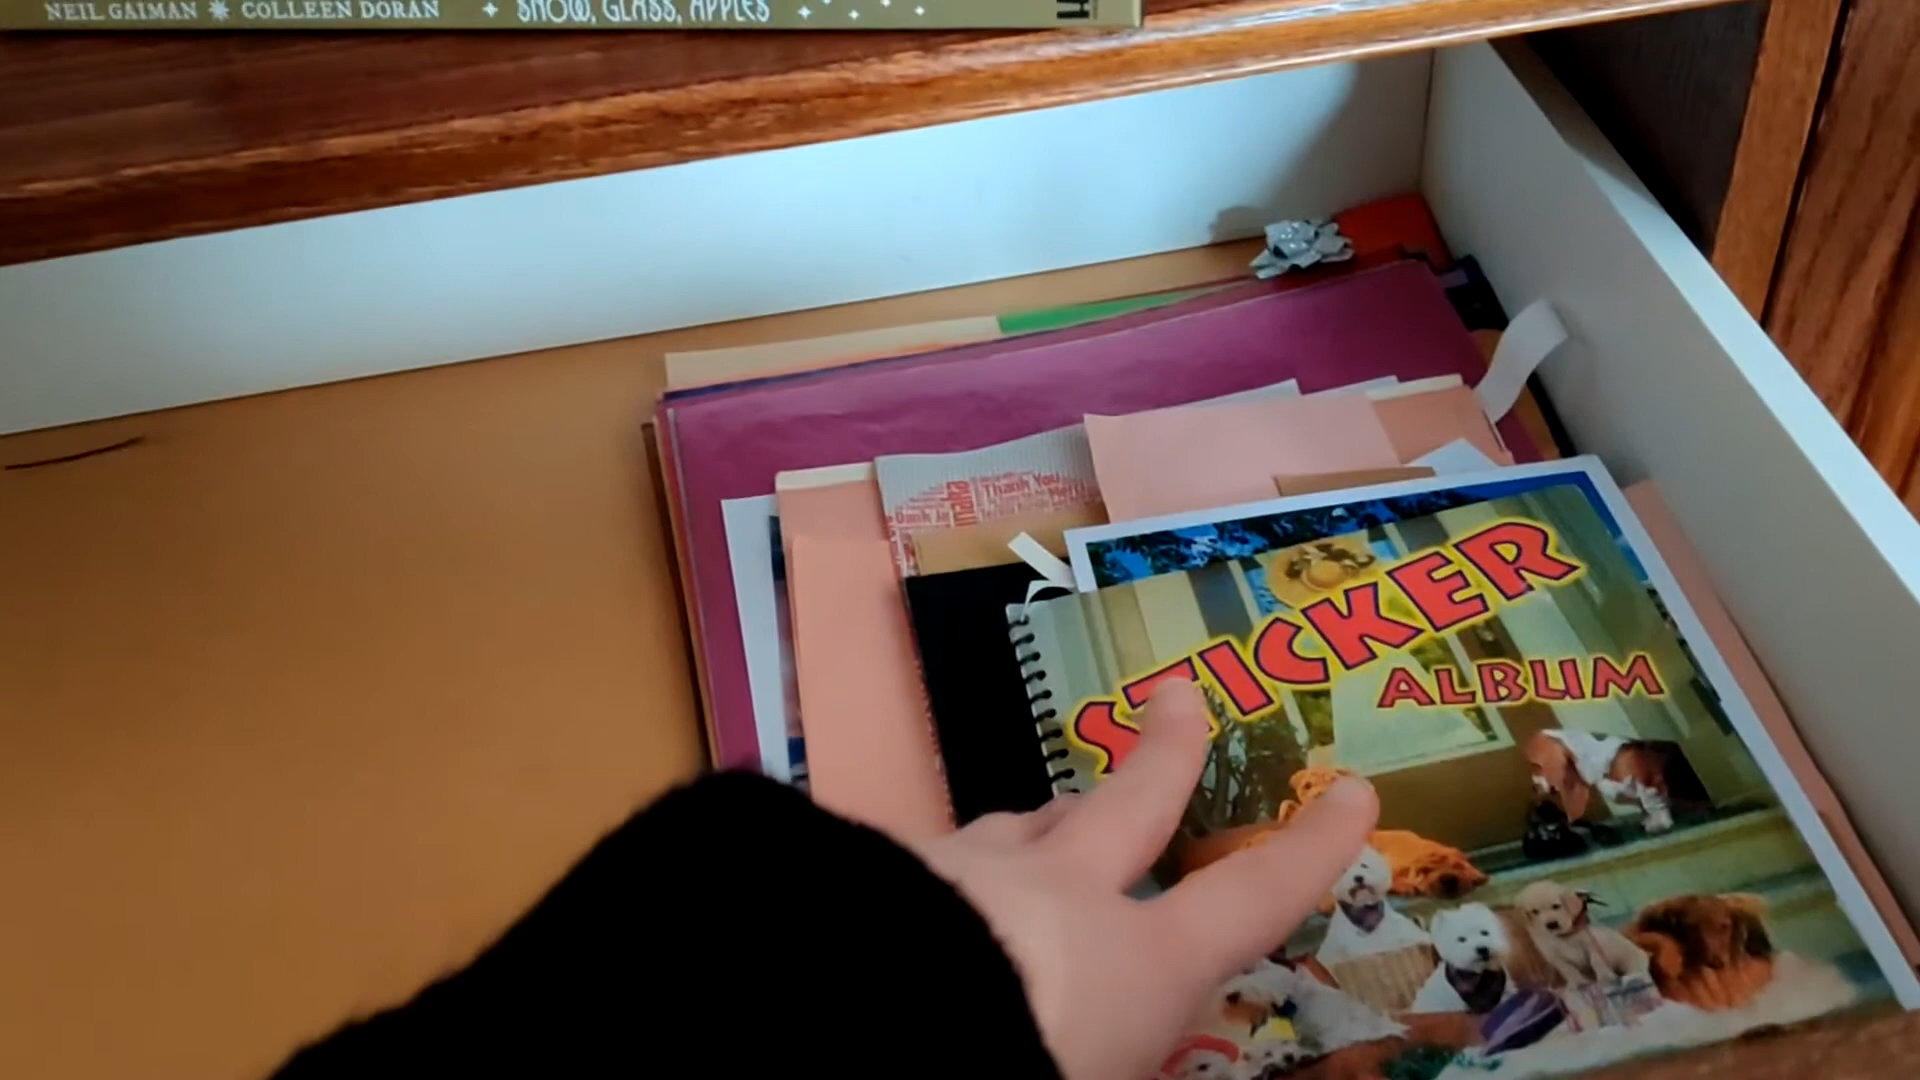 NEIL GAIMAN ✷ COLLEEN DORAN ✦ SNOW, GLASS, APPLES
Thank You
STICKER
ALBUM